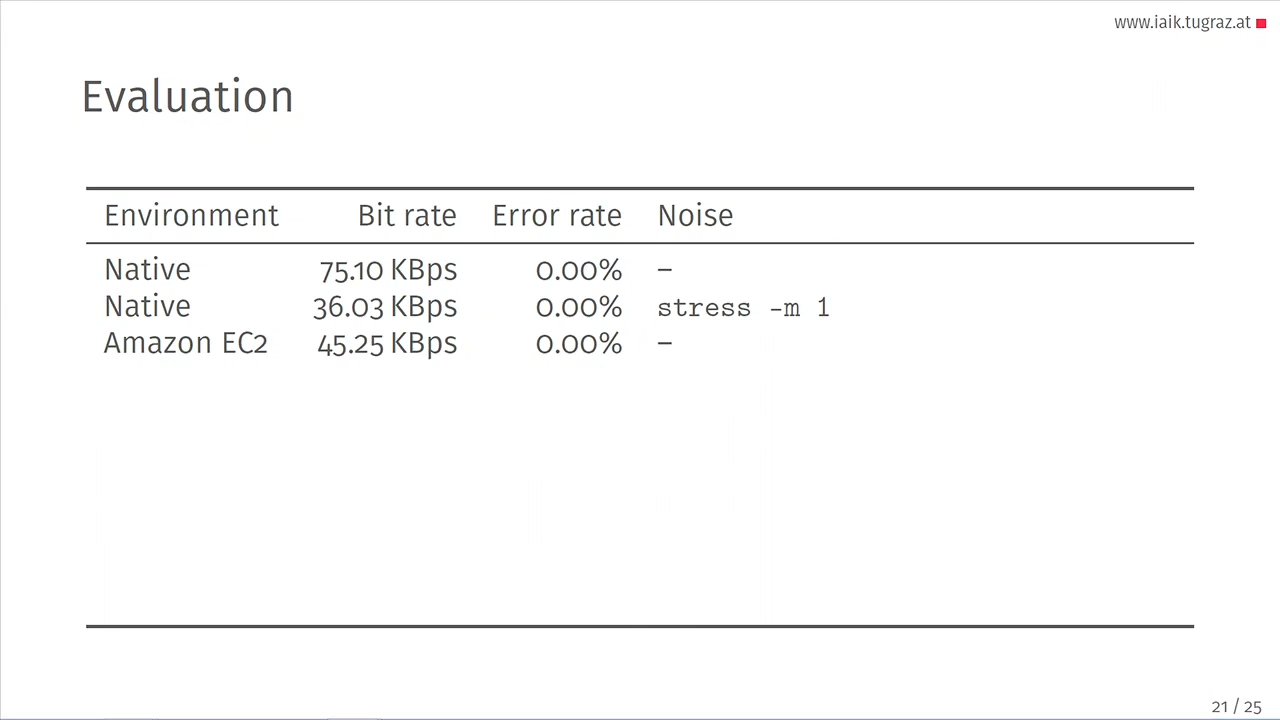 www.iaik.tugraz.at
Evaluation
Environment Bit rate Error rate Noise
Native 75.10 KBps 0.00% –
Native 36.03 KBps 0.00% stress -m 1
Amazon EC2 45.25 KBps 0.00% –
21 / 25